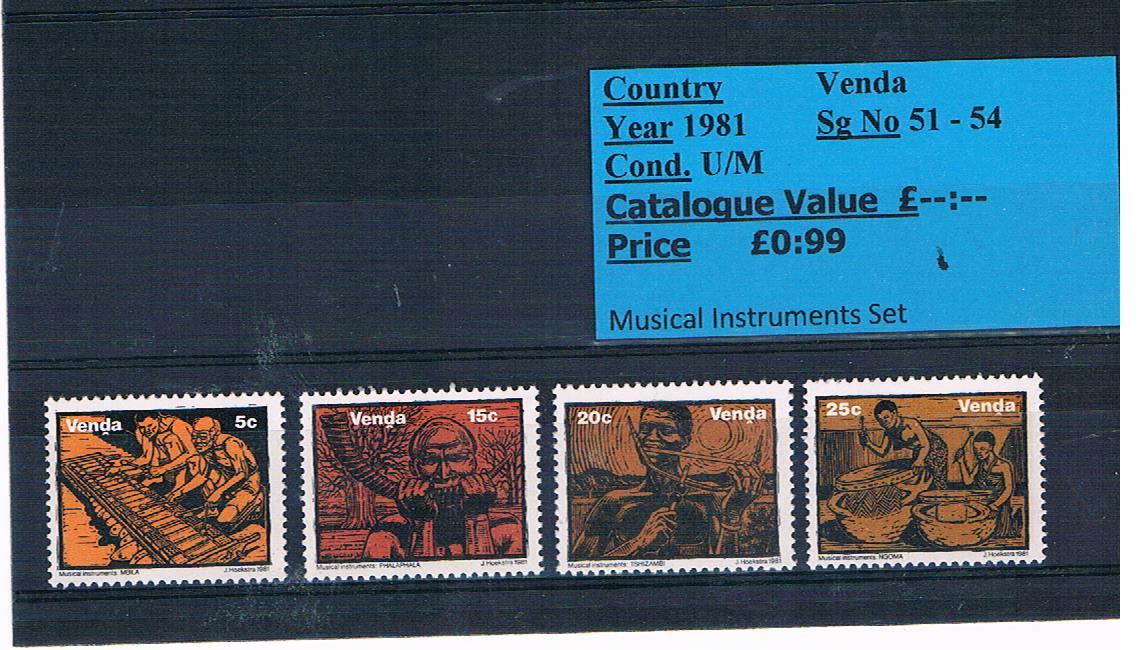 Country Venda
Year 1981 Sg No 51 - 54
Cond. U/M
Catalogue Value £--:--
Price £0:99
Musical Instruments Set
Venda 5c
Musical instruments: MBILA J.Hoekstra 1981
Venda 15c
Musical instruments: PHALAPHALA J.Hoekstra 1981
20c Venda
Musical instruments: TSHIZAMBI J.Hoekstra 1981
25c Venda
Musical instruments: NGOMA J.Hoekstra 1981